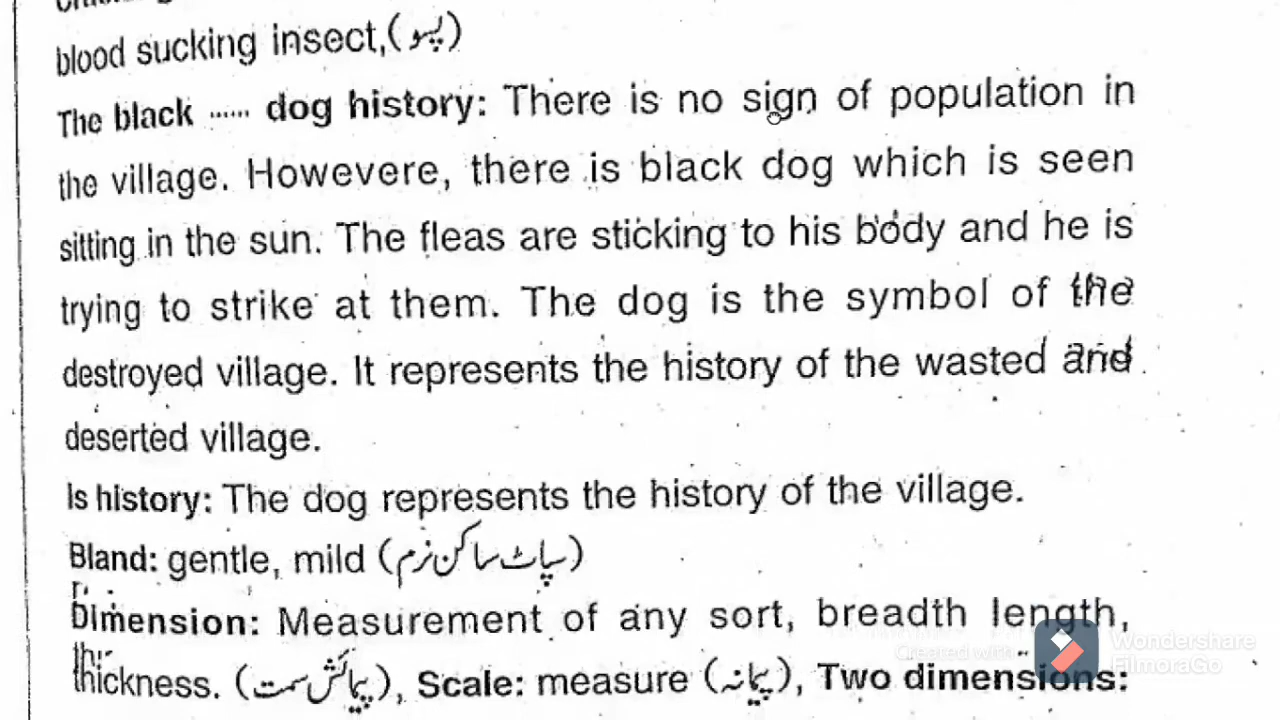 blood sucking insect,(پسو)
The black ...... dog history: There is no sign of population in
the village. Howevere, there is black dog which is seen
sitting in the sun. The fleas are sticking to his body and he is
trying to strike at them. The dog is the symbol of the
destroyed village. It represents the history of the wasted and
deserted village.
Is history: The dog represents the history of the village.
Bland: gentle, mild (سپاٹ ساکن نرم)
Dimension: Measurement of any sort, breadth length,
thickness. (پیمائش سمت), Scale: measure (پیمانہ), Two dimensions:
Created with
Wondershare
FilmoraGo